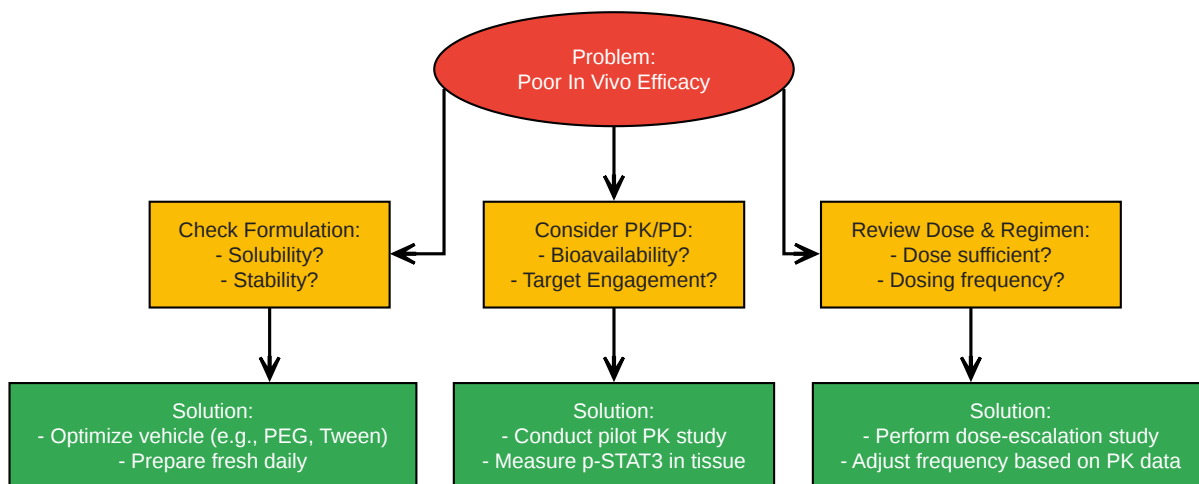 Problem:
Poor In Vivo Efficacy
Check Formulation:
- Solubility?
- Stability?
Consider PK/PD:
- Bioavailability?
- Target Engagement?
Review Dose & Regimen:
- Dose sufficient?
- Dosing frequency?
Solution:
- Optimize vehicle (e.g., PEG, Tween)
- Prepare fresh daily
Solution:
- Conduct pilot PK study
- Measure p-STAT3 in tissue
Solution:
- Perform dose-escalation study
- Adjust frequency based on PK data